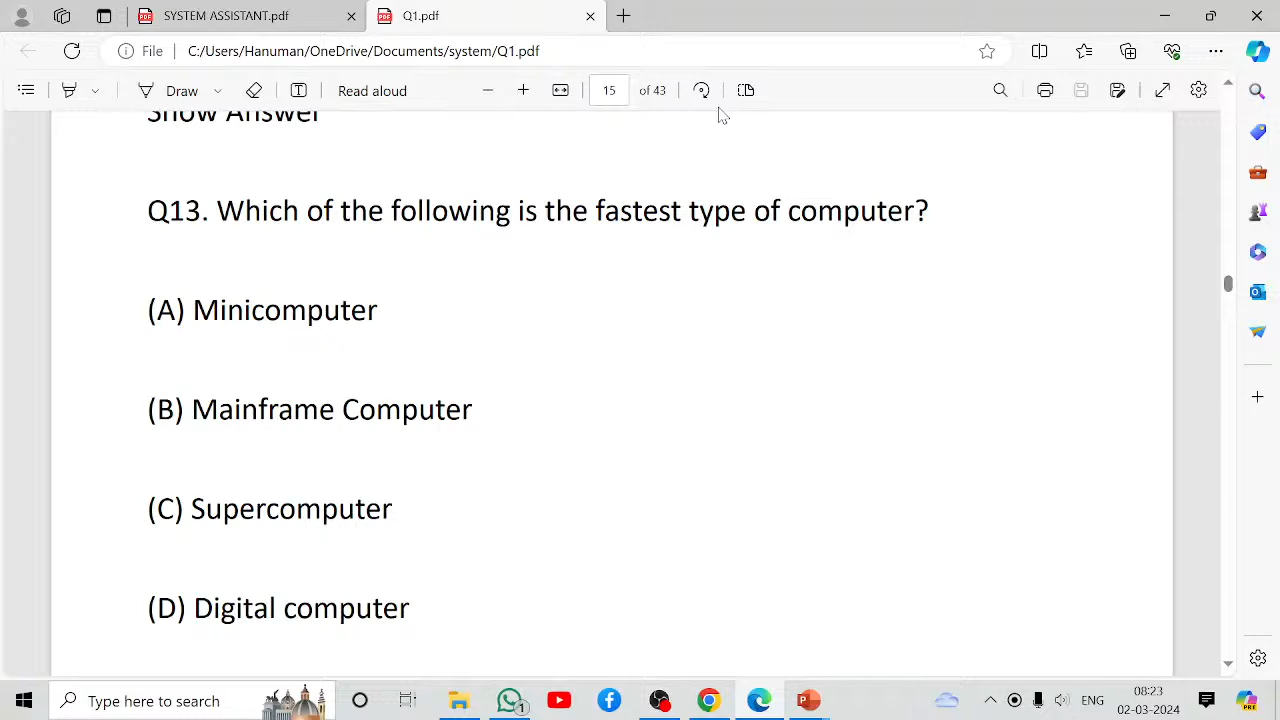 SYSTEM ASSISTANT.pdf
Q1.pdf
File
C:/Users/Hanuman/OneDrive/Documents/system/Q1.pdf
Draw
Read aloud
15
of 43
Show Answer
Q13. Which of the following is the fastest type of computer?
(A) Minicomputer
(B) Mainframe Computer
(C) Supercomputer
(D) Digital computer
Type here to search
1
ENG
08:23
02-03-2024